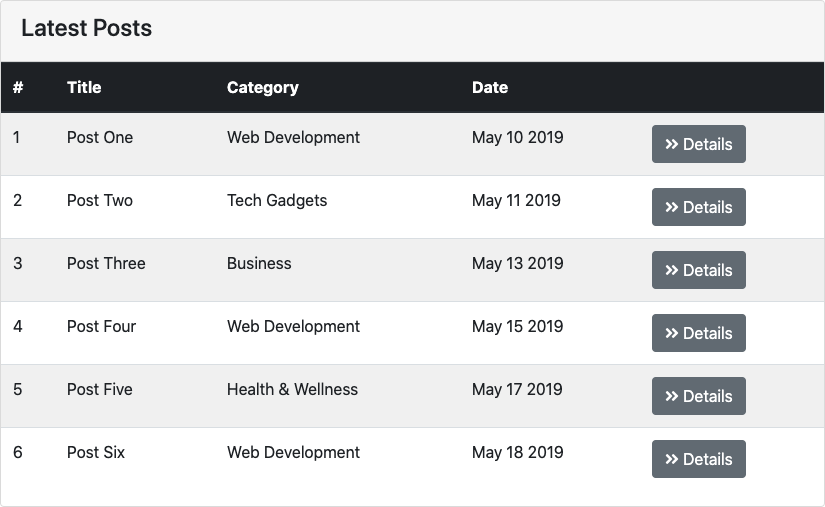 Latest Posts
# Title Category Date
1 Post One Web Development May 10 2019 Details
2 Post Two Tech Gadgets May 11 2019 Details
3 Post Three Business May 13 2019 Details
4 Post Four Web Development May 15 2019 Details
5 Post Five Health & Wellness May 17 2019 Details
6 Post Six Web Development May 18 2019 Details